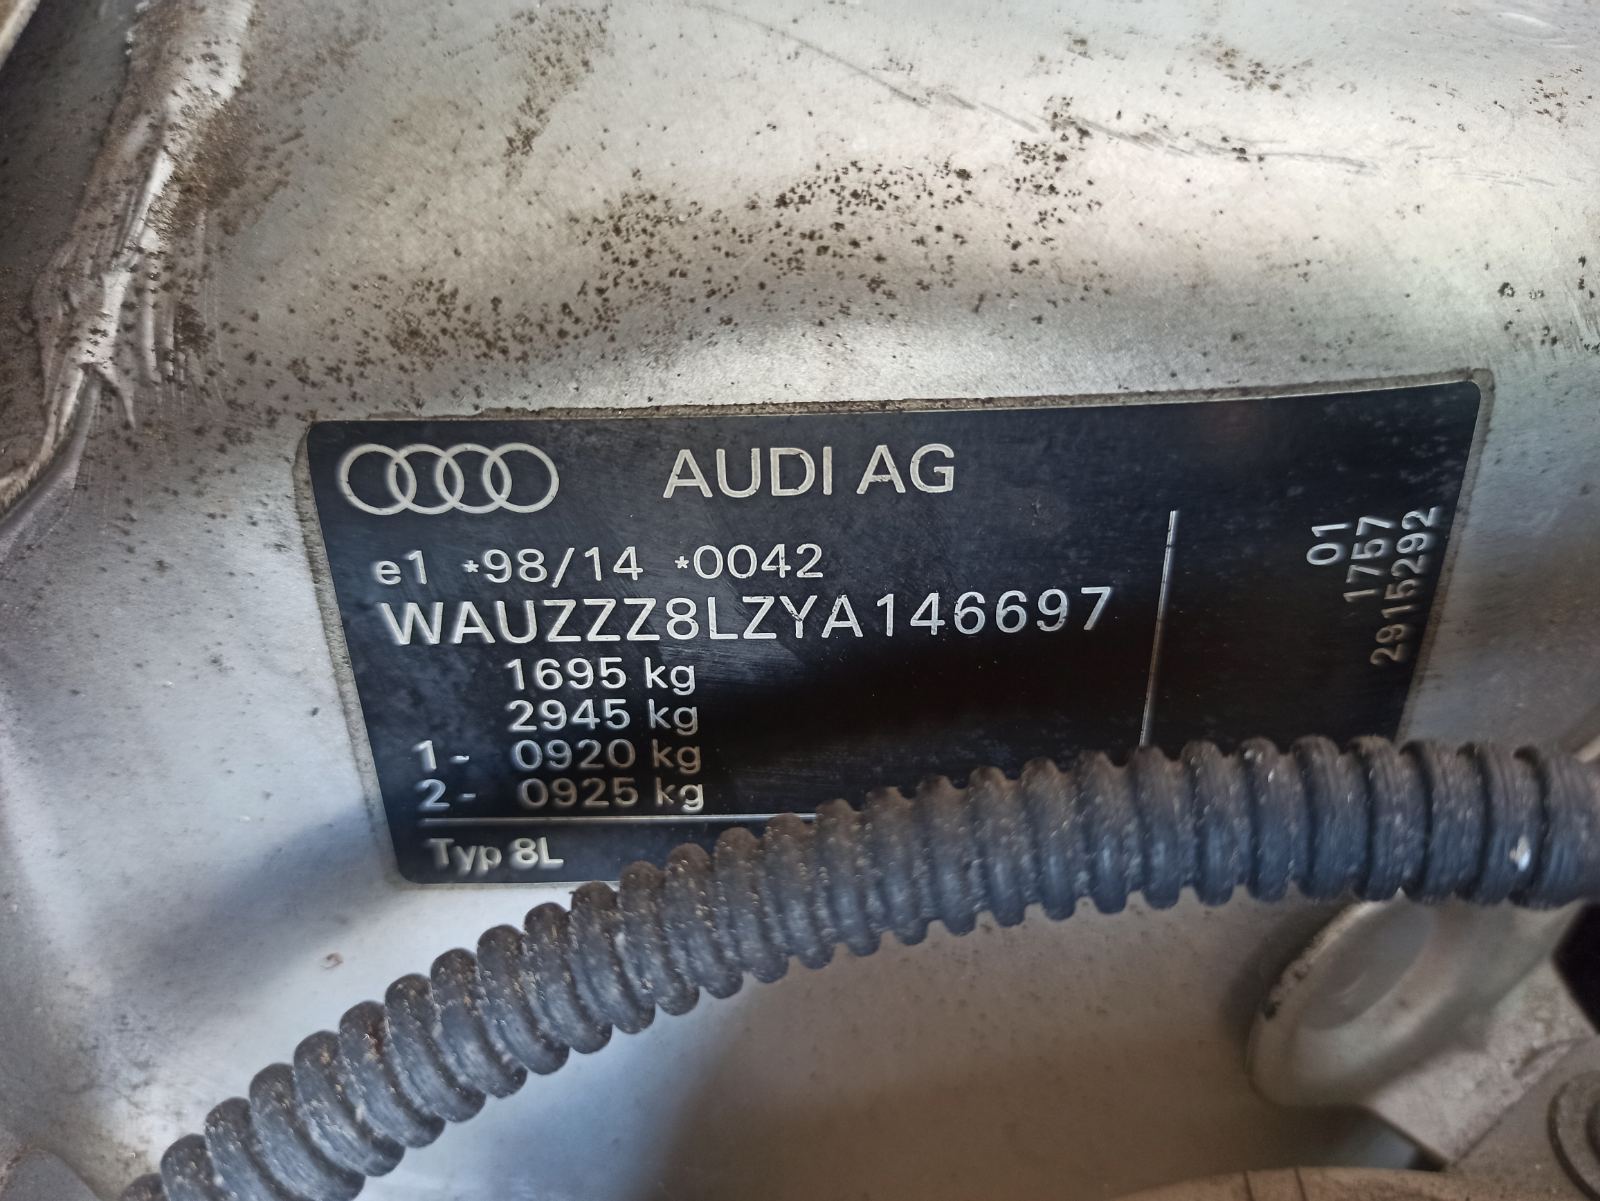 AUDI AG
e1 *98/14 *0042
WAUZZZ8LZYA146697
1695 kg
2945 kg
1- 0920 kg
2- 0925 kg
Typ 8L
01
1757
2915292